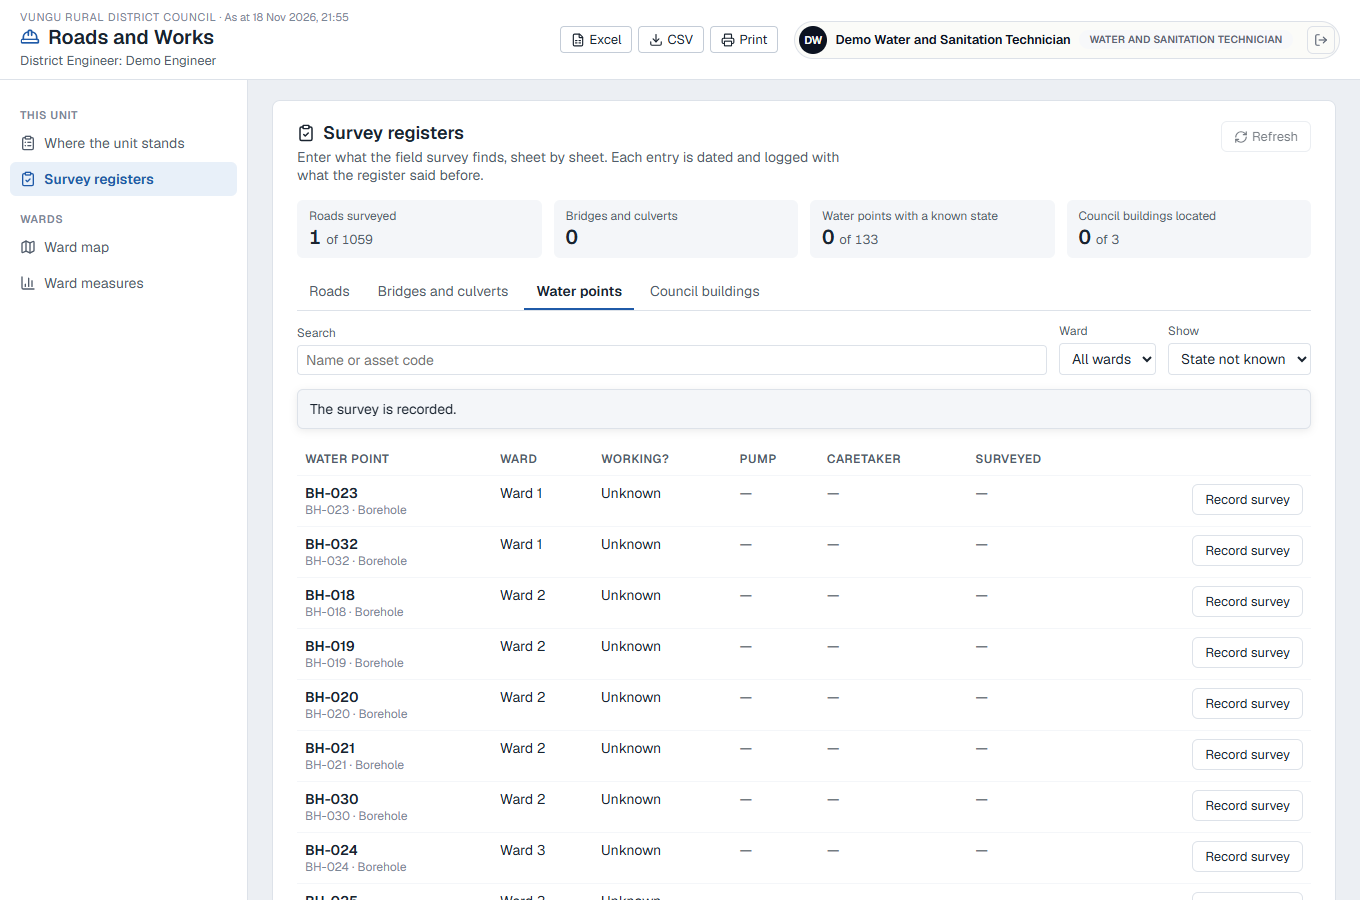 VUNGU RURAL DISTRICT COUNCIL · As at 18 Nov 2026, 21:55
Roads and Works
District Engineer: Demo Engineer
Excel
CSV
Print
DW
Demo Water and Sanitation Technician
WATER AND SANITATION TECHNICIAN
THIS UNIT
Where the unit stands
Survey registers
WARDS
Ward map
Ward measures
Survey registers
Enter what the field survey finds, sheet by sheet. Each entry is dated and logged with
what the register said before.
Refresh
Roads surveyed
1 of 1059
Bridges and culverts
0
Water points with a known state
0 of 133
Council buildings located
0 of 3
Roads
Bridges and culverts
Water points
Council buildings
Search
Name or asset code
Ward
All wards
Show
State not known
The survey is recorded.
WATER POINT WARD WORKING? PUMP CARETAKER SURVEYED
BH-023 Ward 1 Unknown — — — Record survey
BH-023 · Borehole
BH-032 Ward 1 Unknown — — — Record survey
BH-032 · Borehole
BH-018 Ward 2 Unknown — — — Record survey
BH-018 · Borehole
BH-019 Ward 2 Unknown — — — Record survey
BH-019 · Borehole
BH-020 Ward 2 Unknown — — — Record survey
BH-020 · Borehole
BH-021 Ward 2 Unknown — — — Record survey
BH-021 · Borehole
BH-030 Ward 2 Unknown — — — Record survey
BH-030 · Borehole
BH-024 Ward 3 Unknown — — — Record survey
BH-024 · Borehole